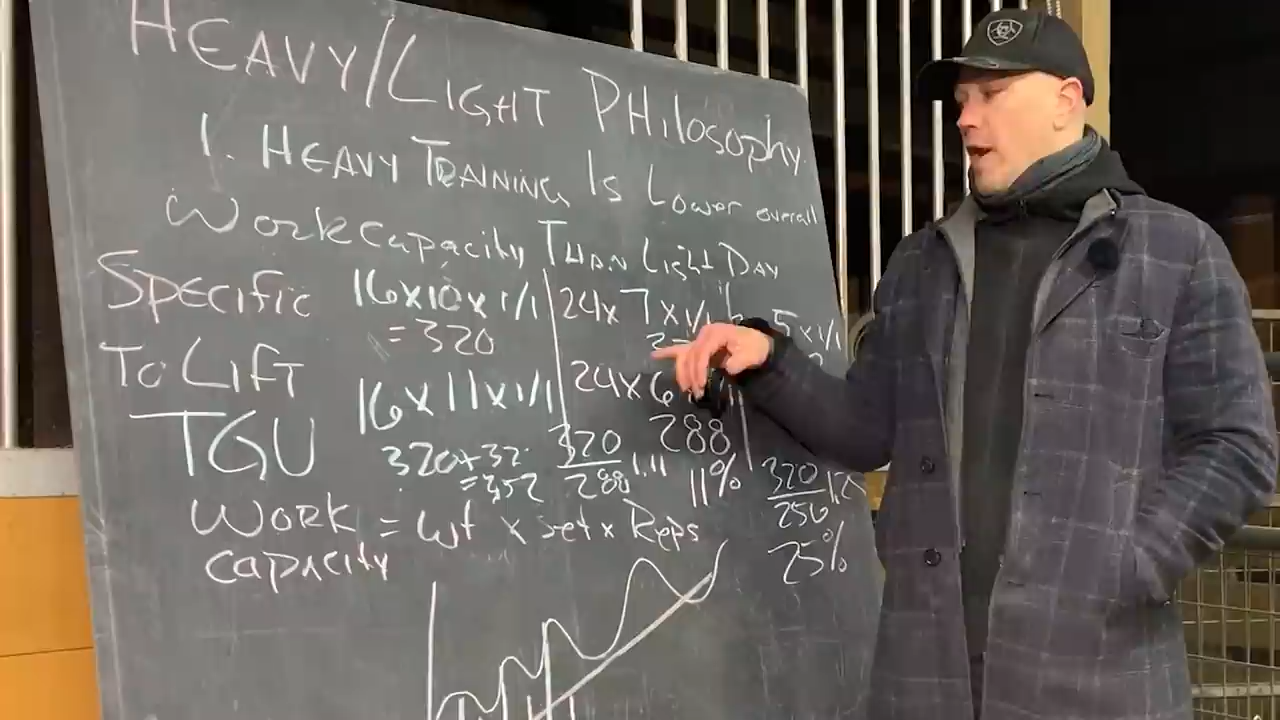 HEAVY/LIGHT PHilosophy.
1. HEAVY TRAINING Is Lower overall
Workcapacity THAN Light DAY
Specific 16x10x1/1 24x7x1/1 5x1/1
= 320
To LifT 16x11x1/1 24x6
TGU 320+32 320 288 320
=352 288 1.11 11% 256
WORK = wt x set x Reps
capacity 25%